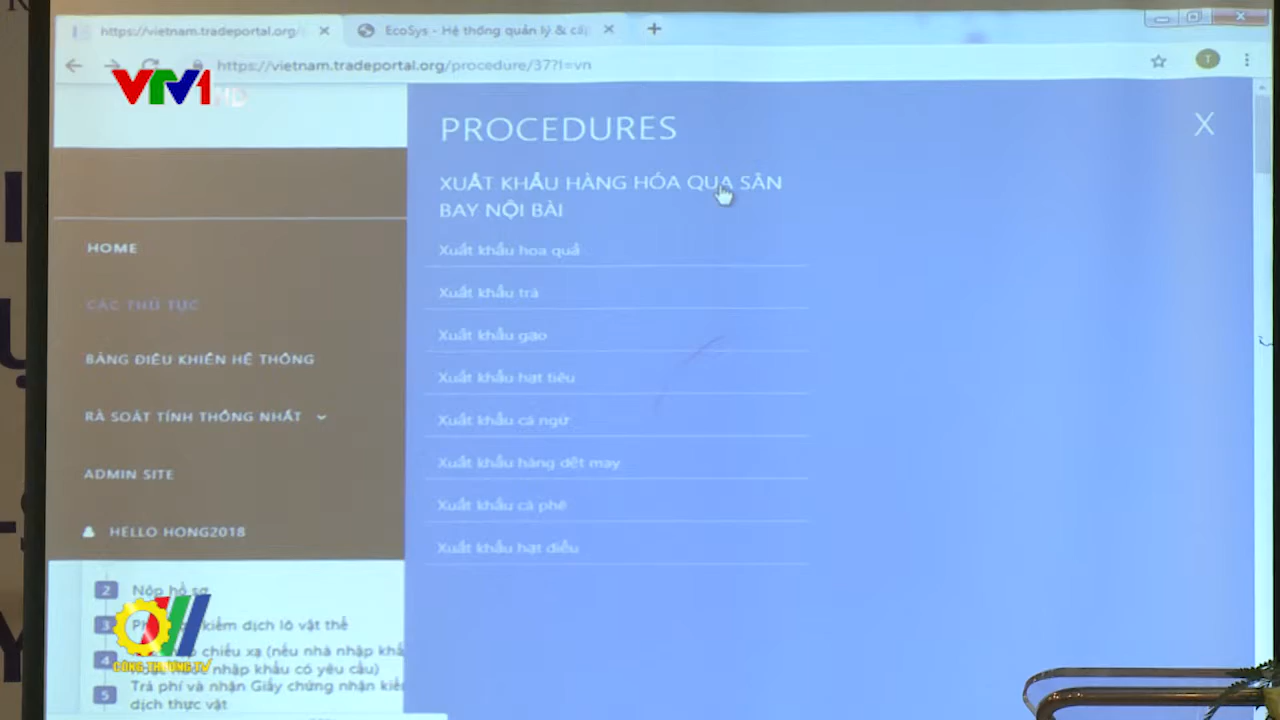 https://vietnam.tradeportal.org/
EcoSys - Hệ thống quản lý & cấp
https://vietnam.tradeportal.org/procedure/37?l=vn
T
VTV1 HD
PROCEDURES
X
XUẤT KHẨU HÀNG HÓA QUA SÂN
BAY NỘI BÀI
Xuất khẩu hoa quả
Xuất khẩu trà
Xuất khẩu gạo
Xuất khẩu hạt tiêu
Xuất khẩu cá ngừ
Xuất khẩu hàng dệt may
Xuất khẩu cà phê
Xuất khẩu hạt điều
HOME
CÁC THỦ TỤC
BẢNG ĐIỀU KHIỂN HỆ THỐNG
RÀ SOÁT TÍNH THỐNG NHẤT
ADMIN SITE
HELLO HONG2018
2 Nộp hồ sơ
3 kiểm dịch lô vật thể
4 chiếu xạ (nếu nhà nhập khẩ
nhập khẩu có yêu cầu)
5 Trả phí và nhận Giấy chứng nhận kiể
dịch thực vật
CÔNG THƯƠNG TV